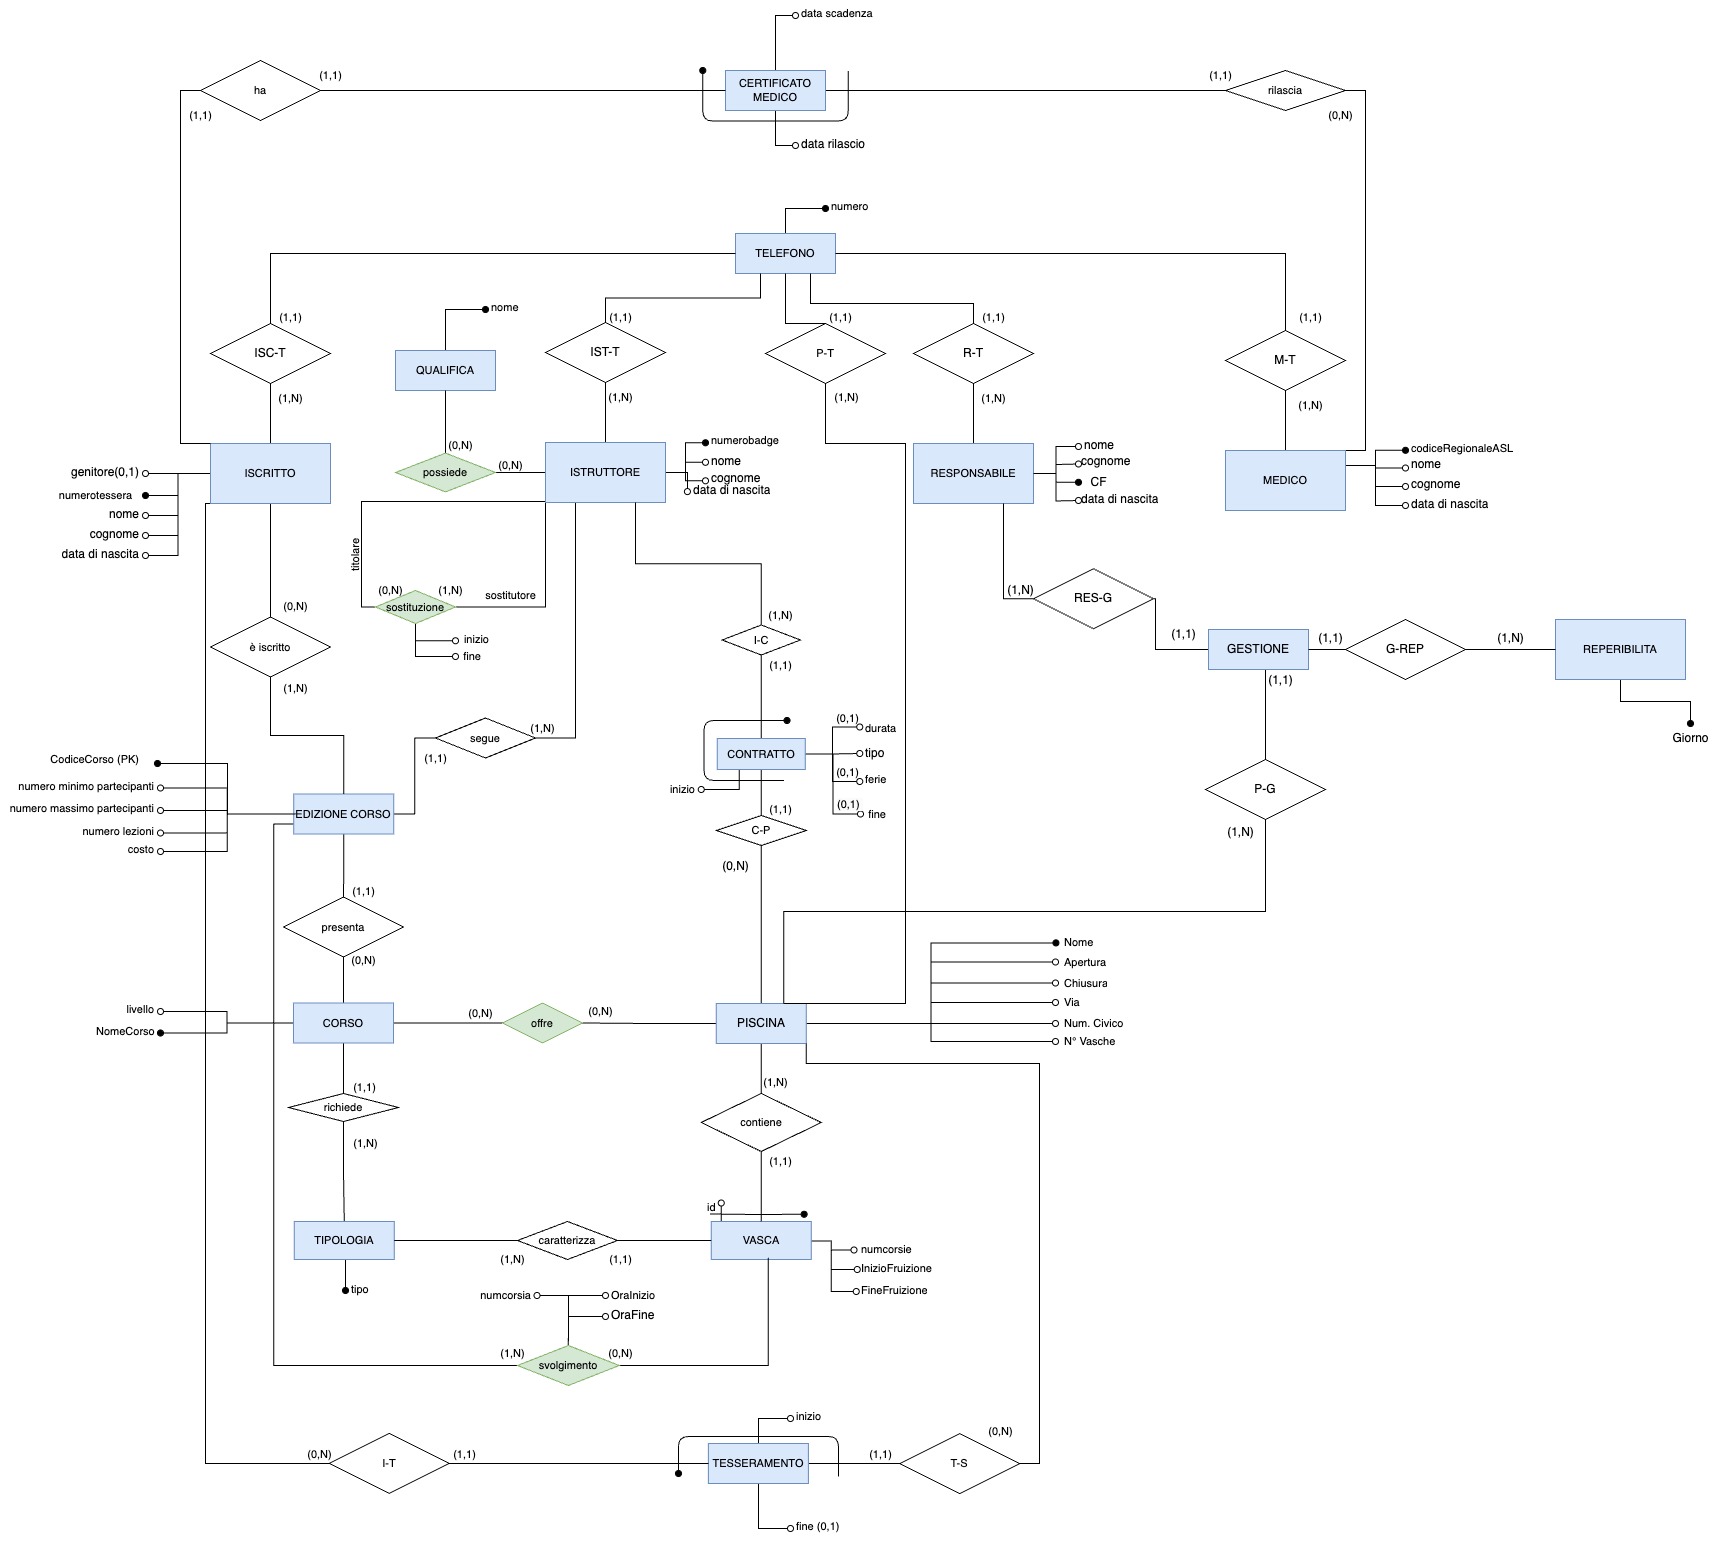 data scadenza
ha
(1,1)
(1,1)
CERTIFICATO
MEDICO
(1,1)
rilascia
(0,N)
data rilascio
numero
TELEFONO
(1,1)
ISC-T
(1,N)
nome
QUALIFICA
(1,1)
IST-T
(1,N)
(1,1)
P-T
(1,N)
(1,1)
R-T
(1,N)
(1,1)
M-T
(1,N)
(0,N)
possiede
(0,N)
ISCRITTO
genitore(0,1)
numerotessera
nome
cognome
data di nascita
ISTRUTTORE
numerobadge
nome
cognome
data di nascita
RESPONSABILE
nome
cognome
CF
data di nascita
MEDICO
codiceRegionaleASL
nome
cognome
data di nascita
titolare
(0,N)
(1,N)
sostituzione
sostitutore
inizio
fine
(0,N)
è iscritto
(1,N)
(1,N)
I-C
(1,1)
(1,N)
RES-G
(1,1)
GESTIONE
(1,1)
G-REP
(1,N)
REPERIBILITA
(1,1)
Giorno
segue
(1,N)
(1,1)
CONTRATTO
inizio
(0,1)
durata
tipo
(0,1)
ferie
(0,1)
fine
(1,1)
C-P
(0,N)
P-G
(1,N)
CodiceCorso (PK)
numero minimo partecipanti
numero massimo partecipanti
numero lezioni
costo
EDIZIONE CORSO
(1,1)
presenta
(0,N)
livello
NomeCorso
CORSO
(0,N)
offre
(0,N)
PISCINA
Nome
Apertura
Chiusura
Via
Num. Civico
N° Vasche
(1,1)
richiede
(1,N)
(1,N)
contiene
(1,1)
id
TIPOLOGIA
tipo
(1,N)
caratterizza
(1,1)
VASCA
numcorsie
InizioFruizione
FineFruizione
numcorsia
OraInizio
OraFine
(1,N)
svolgimento
(0,N)
inizio
(0,N)
I-T
(1,1)
TESSERAMENTO
(1,1)
T-S
(0,N)
fine (0,1)